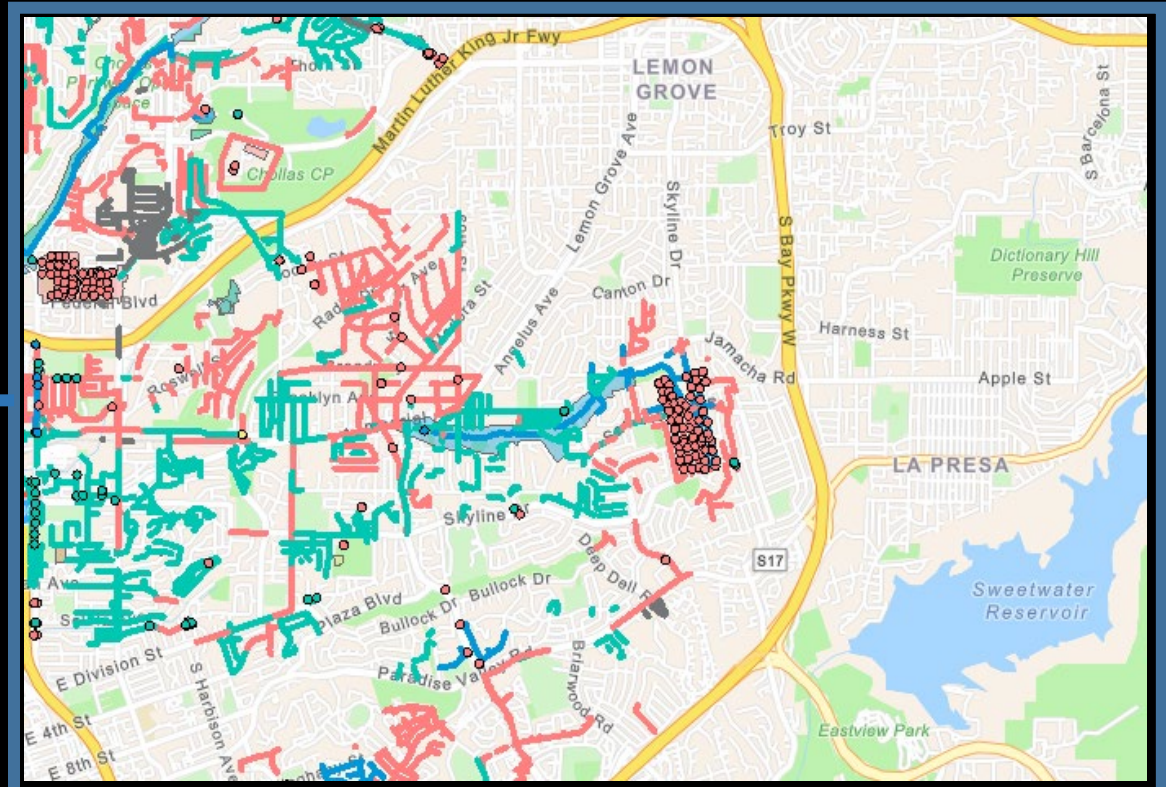 Martin Luther King Jr Fwy
LEMON
GROVE
Troy St
S Barcelona St
Chollas CP
Lemon Grove Ave
Skyline Dr
S Bay Pkwy W
Dictionary Hill
Preserve
Canton Dr
Federal Blvd
Angelus Ave
Harness St
Jamacha Rd
Apple St
LA PRESA
Skyline Dr
S17
Deep Dell R
Bullock Dr
Bullock Dr
Plaza Blvd
Sweetwater
Reservoir
E Division St
S Harbison Ave
Paradise Valley Rd
Briarwood Rd
E 4th St
E 8th St
Eastview Park